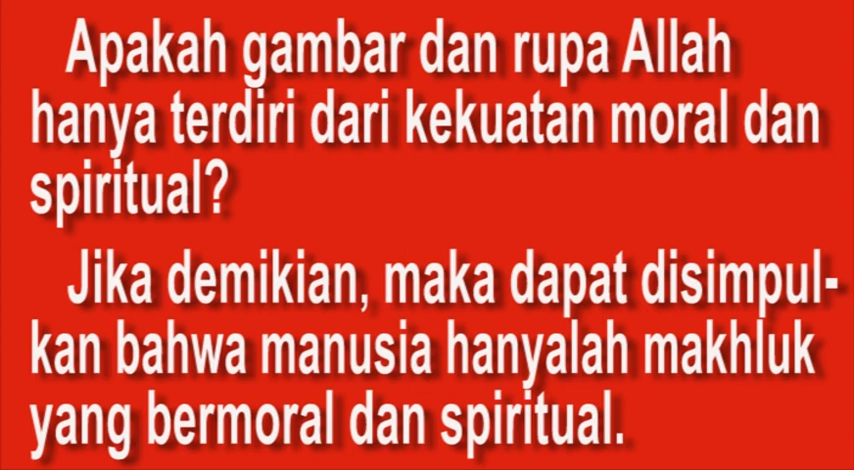 Apakah gambar dan rupa Allah
hanya terdiri dari kekuatan moral dan
spiritual?
Jika demikian, maka dapat disimpul-
kan bahwa manusia hanyalah makhluk
yang bermoral dan spiritual.